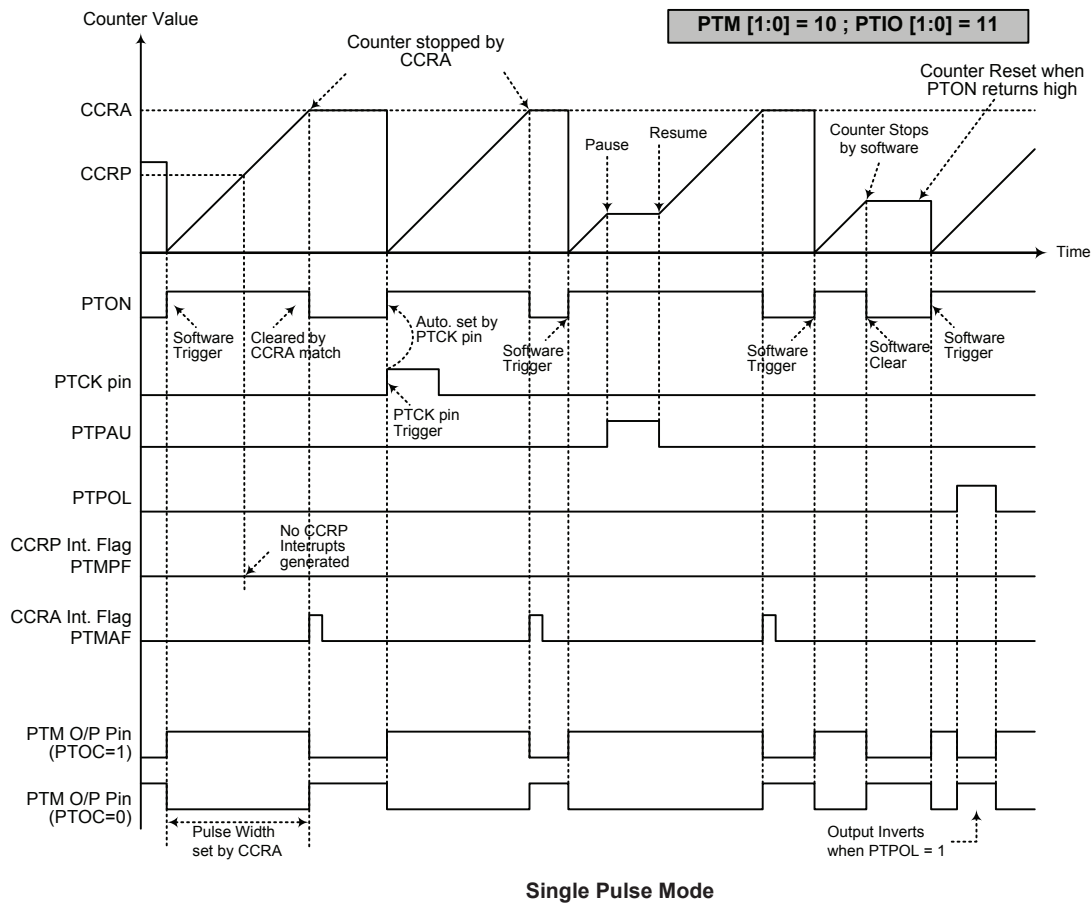 Counter Value
PTM [1:0] = 10 ; PTIO [1:0] = 11
Counter stopped by
CCRA
Counter Reset when
PTON returns high
CCRA
CCRP
Pause
Resume
Counter Stops
by software
Time
PTON
Software
Trigger
Cleared by
CCRA match
Auto. set by
PTCK pin
Software
Trigger
Software
Trigger
Software
Clear
Software
Trigger
PTCK pin
PTCK pin
Trigger
PTPAU
PTPOL
CCRP Int. Flag
PTMPF
No CCRP
Interrupts
generated
CCRA Int. Flag
PTMAF
PTM O/P Pin
(PTOC=1)
PTM O/P Pin
(PTOC=0)
Pulse Width
set by CCRA
Output Inverts
when PTPOL = 1
Single Pulse Mode